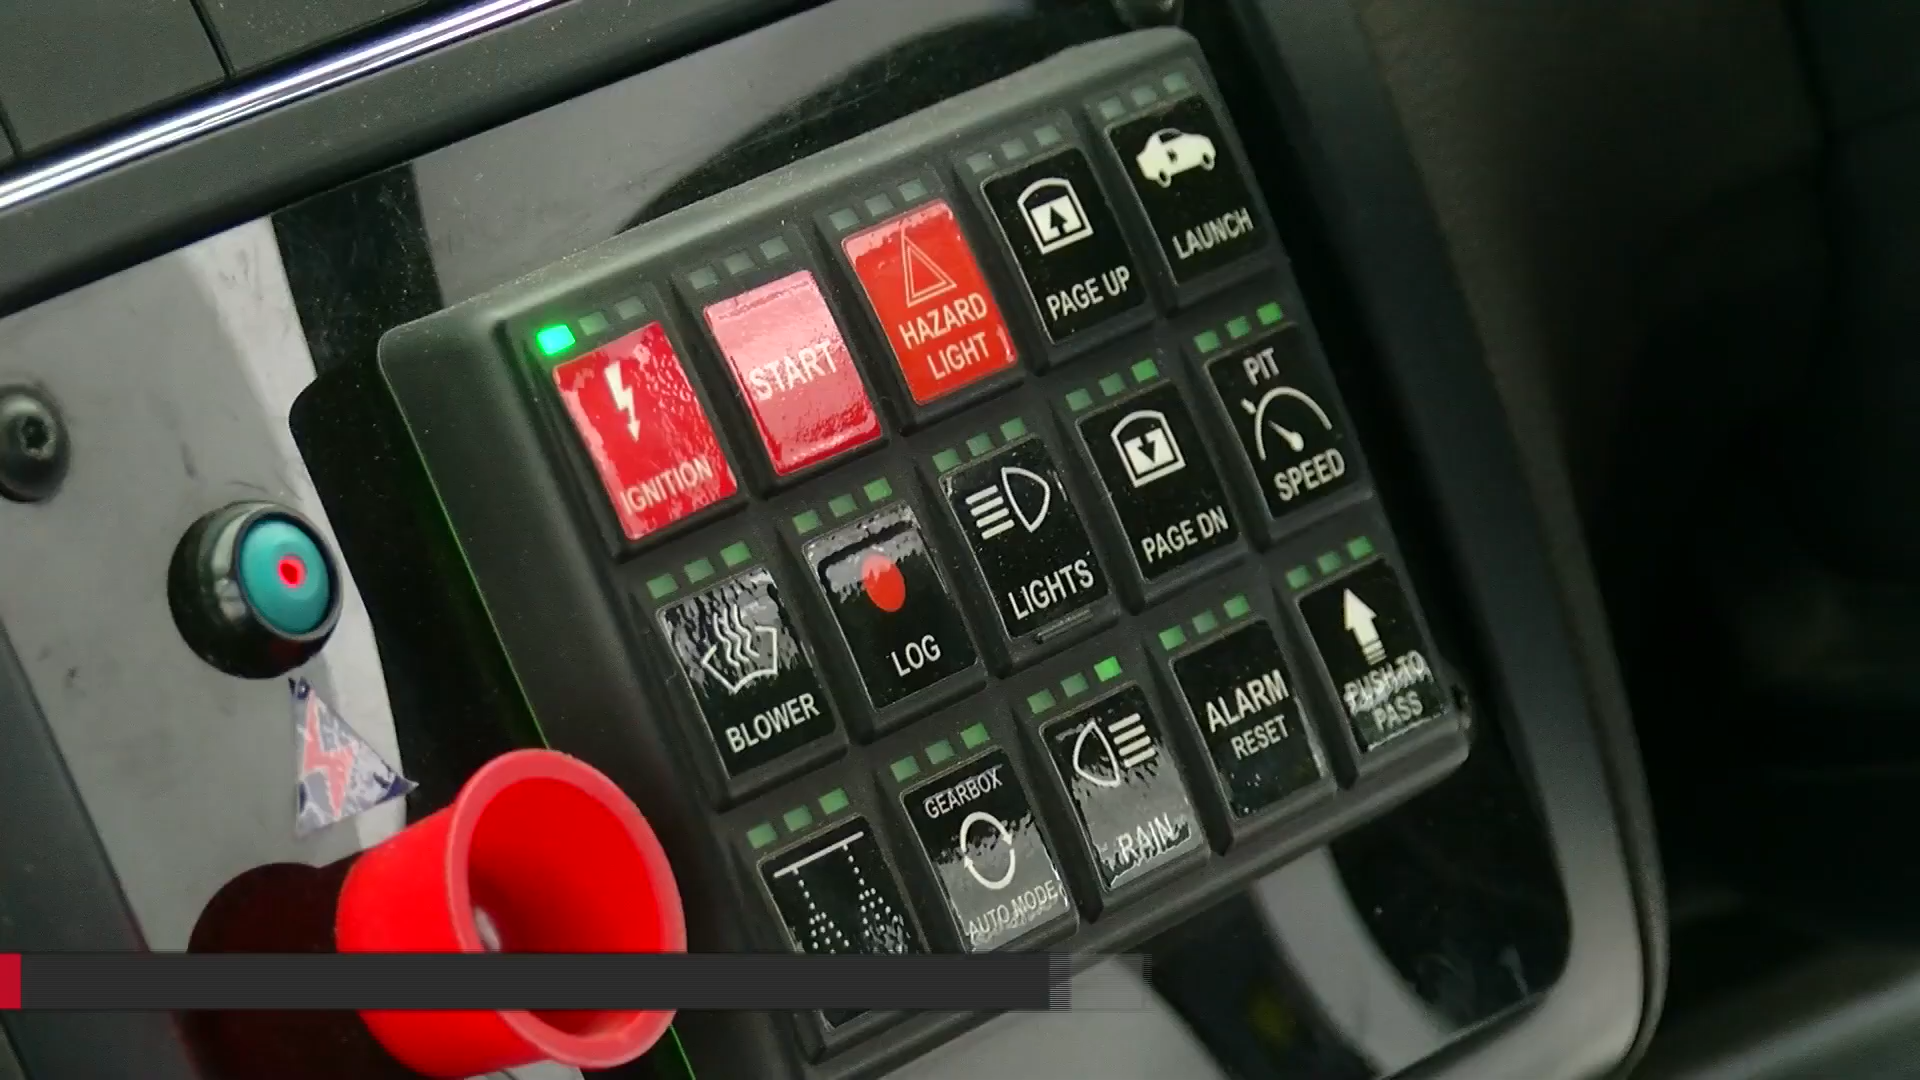 IGNITION
START
HAZARD
LIGHT
PAGE UP
LAUNCH
BLOWER
LOG
LIGHTS
PAGE DN
PIT
SPEED
GEARBOX
AUTO MODE
RAIN
ALARM
RESET
PUSH TO
PASS